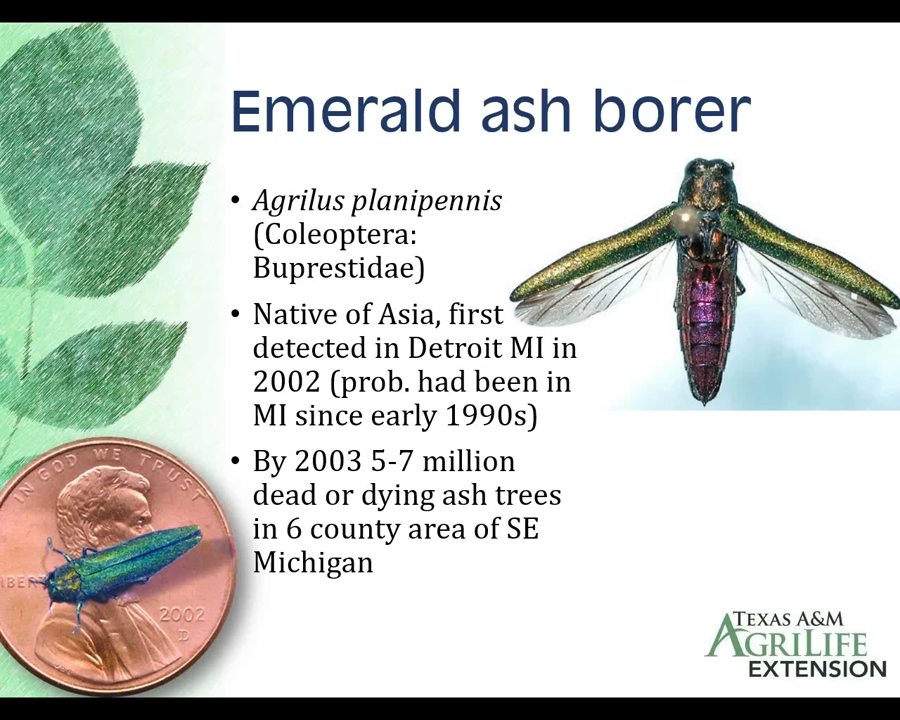 Emerald ash borer
• Agrilus planipennis
(Coleoptera:
Buprestidae)
• Native of Asia, first
detected in Detroit MI in
2002 (prob. had been in
MI since early 1990s)
• By 2003 5-7 million
dead or dying ash trees
in 6 county area of SE
Michigan
IN GOD WE TRUST
LIBER
2002
D
TEXAS A&M
AGRILIFE
EXTENSION